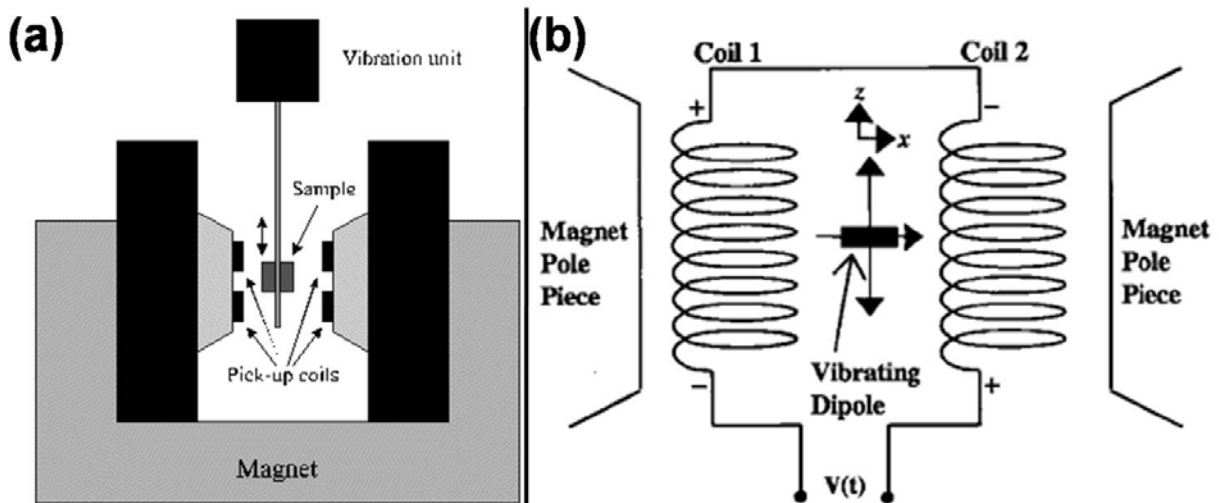 (a)
Vibration unit
Sample
Pick-up coils
Magnet
(b)
Coil 1
Coil 2
+
−
z
x
Magnet
Pole
Piece
Magnet
Pole
Piece
Vibrating
Dipole
−
+
V(t)